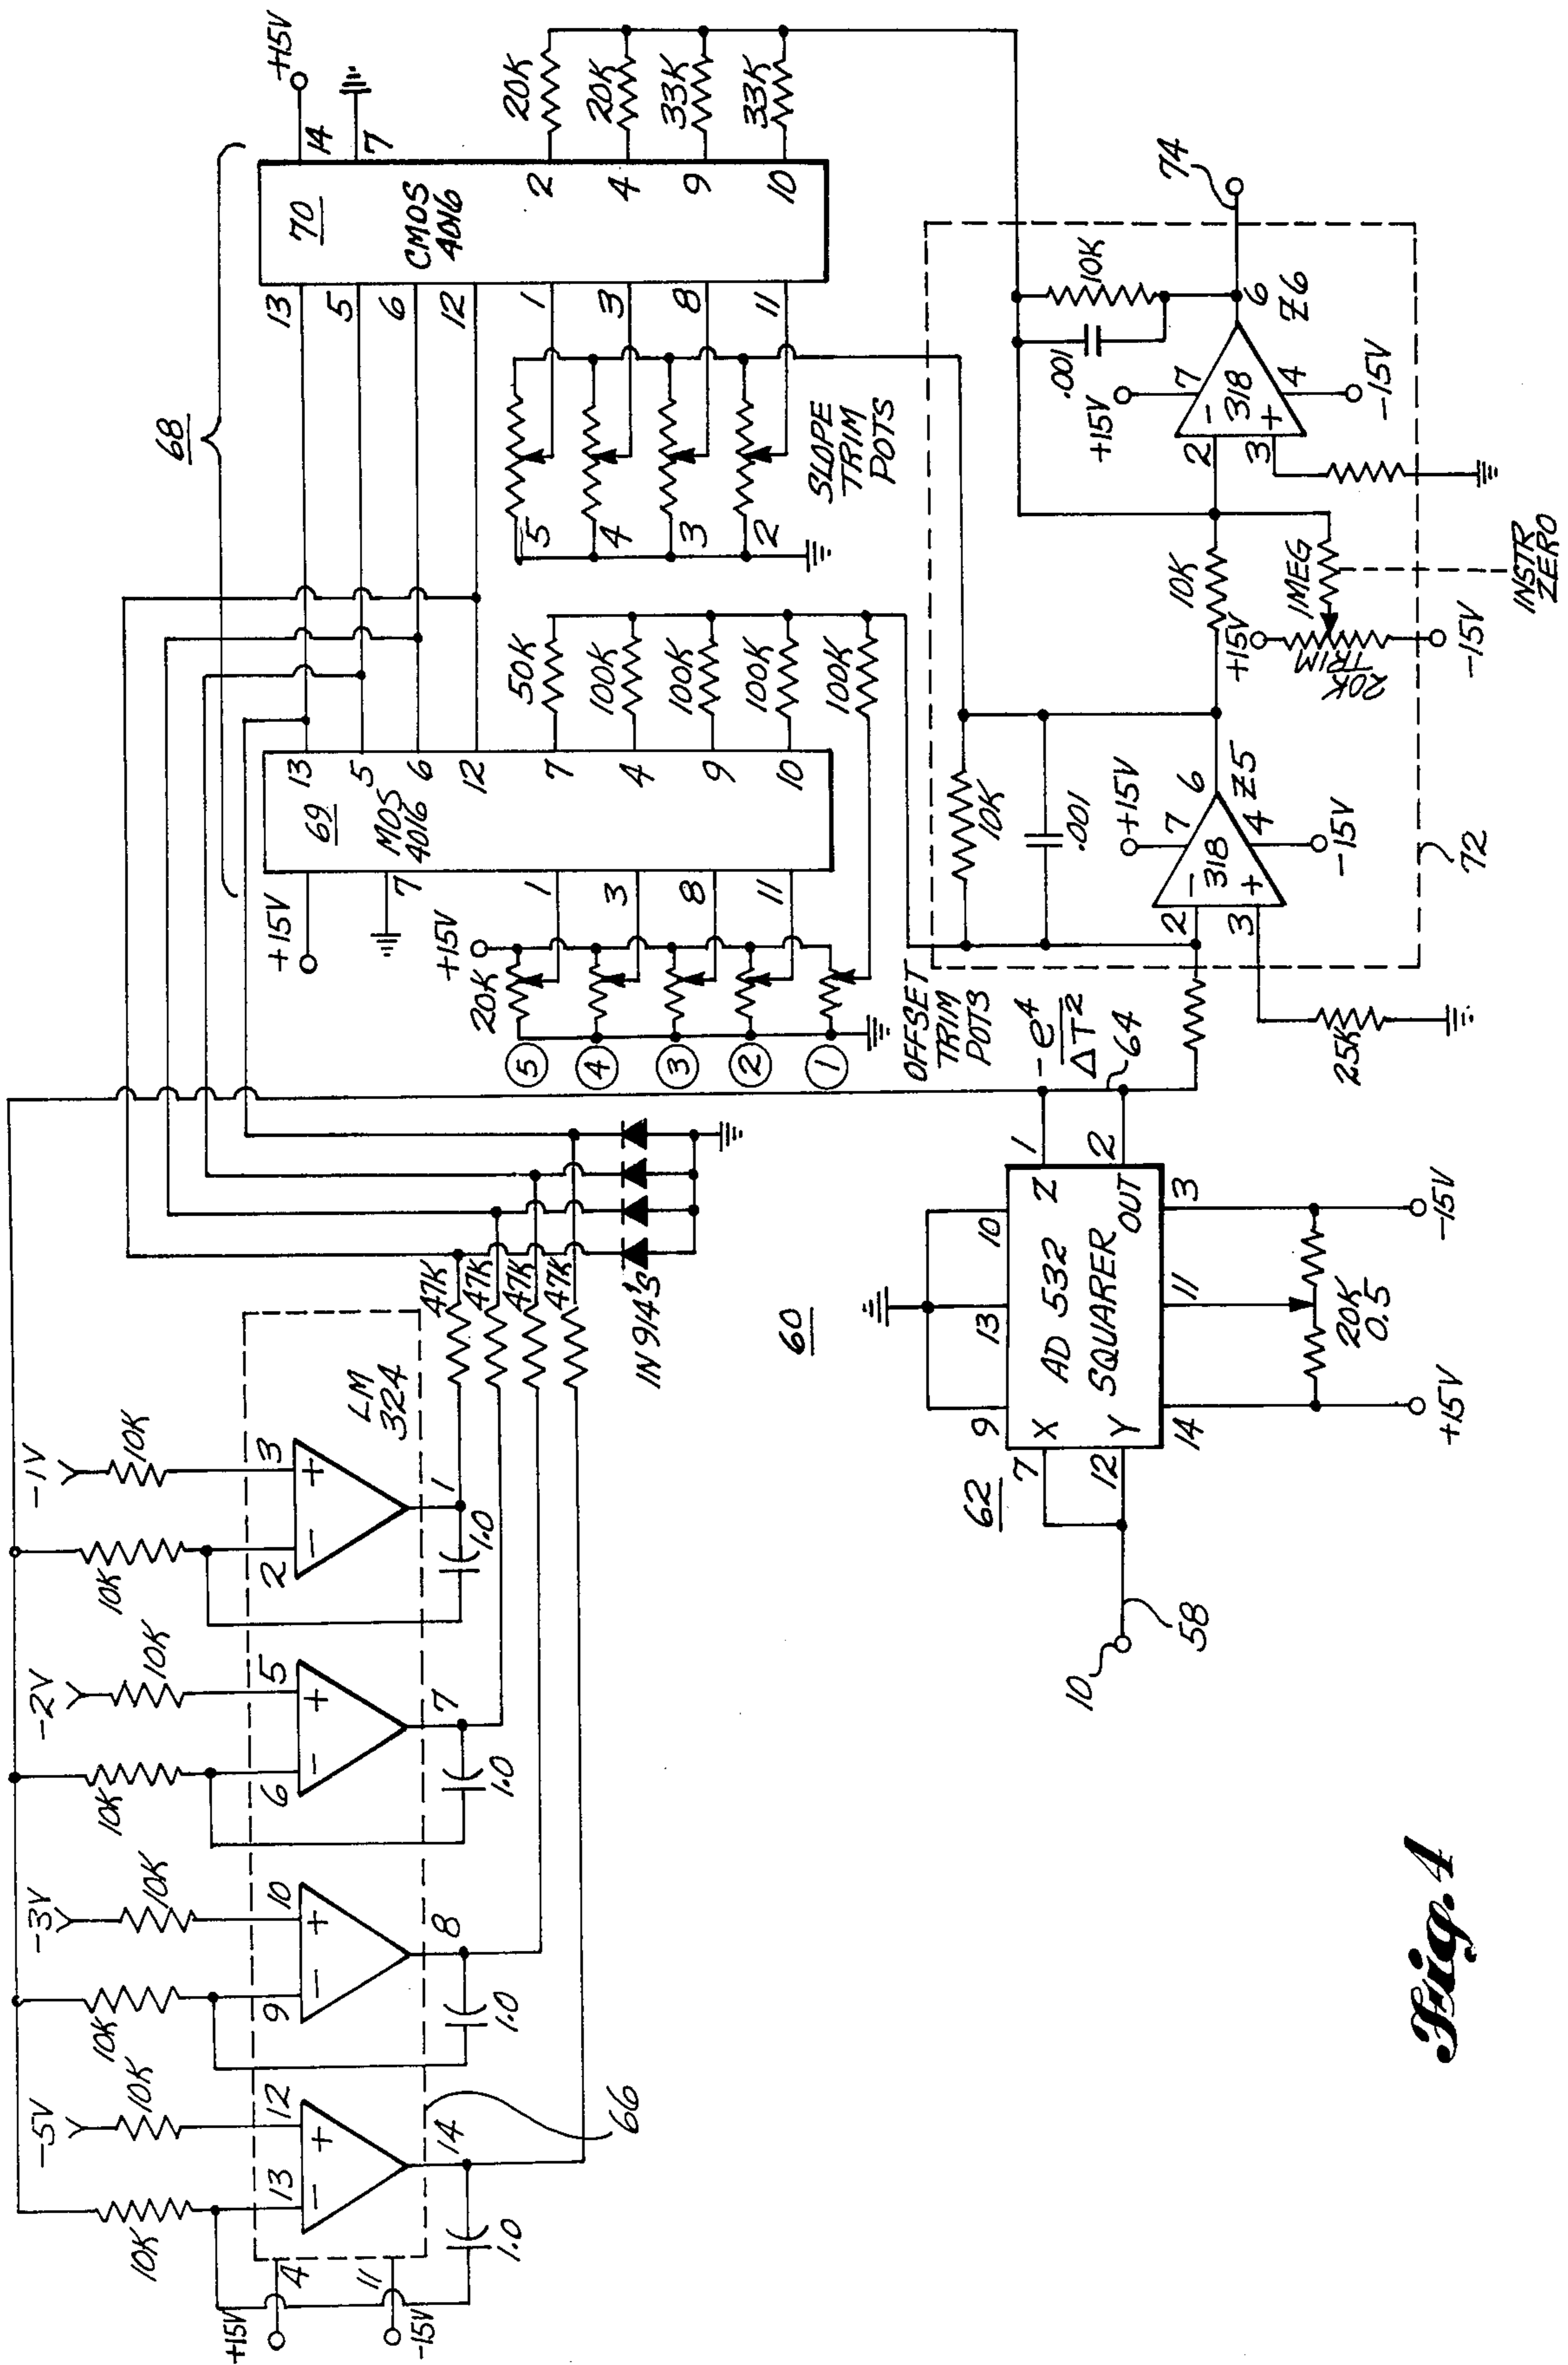 -5V
-3V
-2V
-1V
10K
10K
10K
10K
10K
10K
10K
10K
+15V
4
11
-15V
13
12
9
10
6
5
2
3
-
+
-
+
-
+
-
+
LM
324
14
8
7
1
1.0
1.0
1.0
1.0
66
47K
47K
47K
47K
IN914'S
68
+15V
7
69
MOS
4016
13
5
6
12
7
4
9
10
1
3
8
11
+15V
20K
5
4
3
2
1
OFFSET
TRIM
POTS
50K
100K
100K
100K
100K
70
CMOS
4016
+15V
14
7
13
5
6
12
1
3
8
11
2
4
9
10
20K
20K
33K
33K
5
4
3
2
SLOPE
TRIM
POTS
60
62
10
58
7
12
X
Y
9
13
10
AD 532
SQUARER
Z
OUT
1
2
14
11
3
+15V
20K
0.5
-15V
-e4
ΔT2
64
25K
10K
.001
2
3
-
+
318
+15V
7
6
Z5
4
-15V
72
10K
+15V
20K
TRIM
-15V
1MEG
INSTR
ZERO
10K
.001
+15V
7
2
3
-
+
318
6
Z6
4
-15V
74
Fig. 4